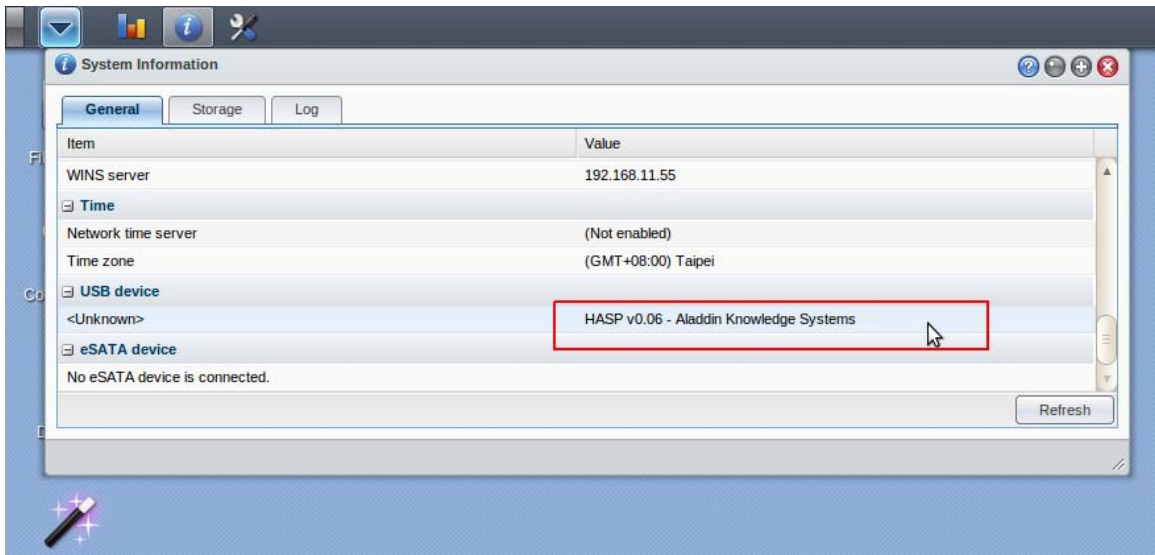 System Information
General Storage Log
Item Value
WINS server 192.168.11.55
Time
Network time server (Not enabled)
Time zone (GMT+08:00) Taipei
USB device
<Unknown> HASP v0.06 - Aladdin Knowledge Systems
eSATA device
No eSATA device is connected.
Refresh